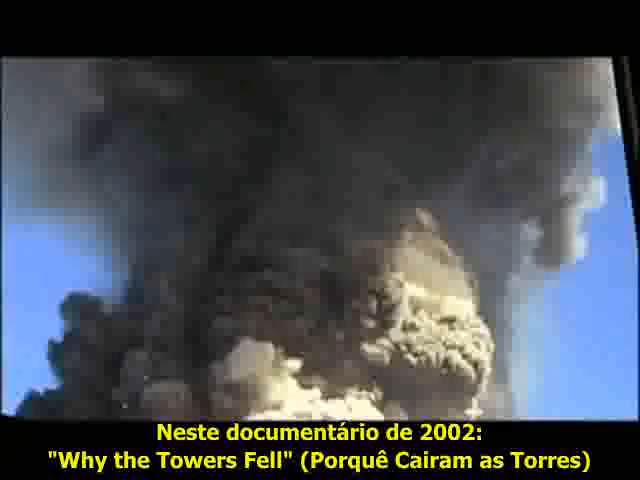 Neste documentário de 2002:
"Why the Towers Fell" (Porquê Cairam as Torres)